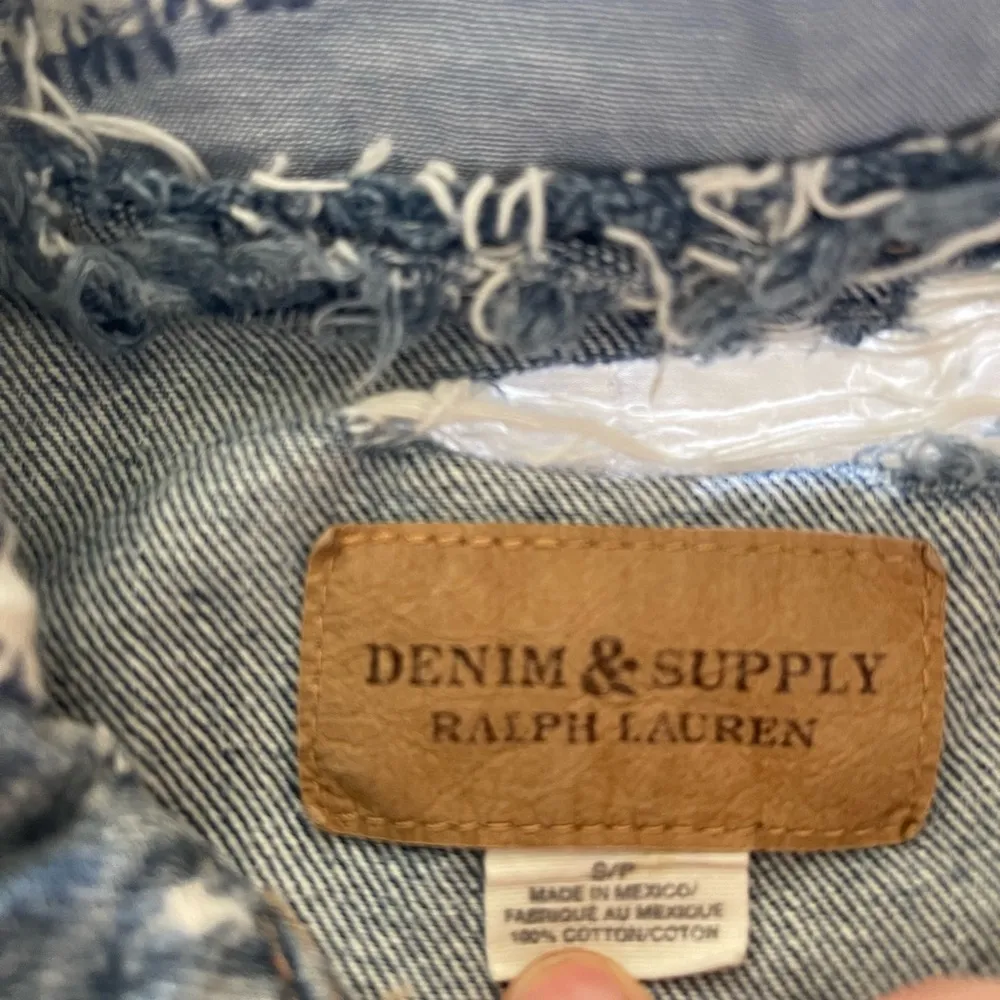 DENIM & SUPPLY
RALPH LAUREN
S/P
MADE IN MEXICO/
FABRIQUÉ AU MEXIQUE
100% COTTON/COTON